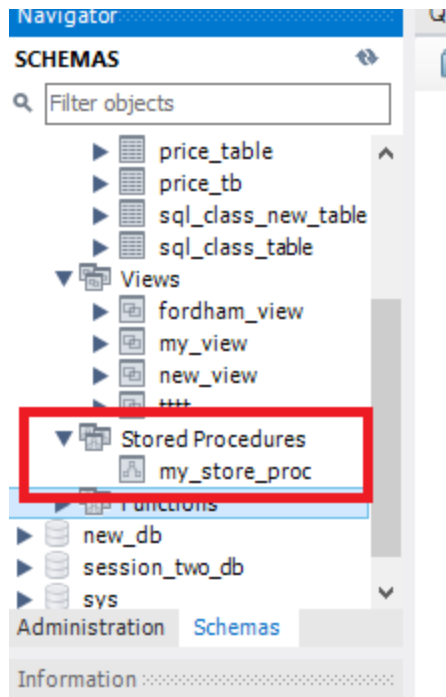 Navigator
SCHEMAS
Filter objects
price_table
price_tb
sql_class_new_table
sql_class_table
Views
fordham_view
my_view
new_view
tttt
Stored Procedures
my_store_proc
Functions
new_db
session_two_db
sys
Administration Schemas
Information